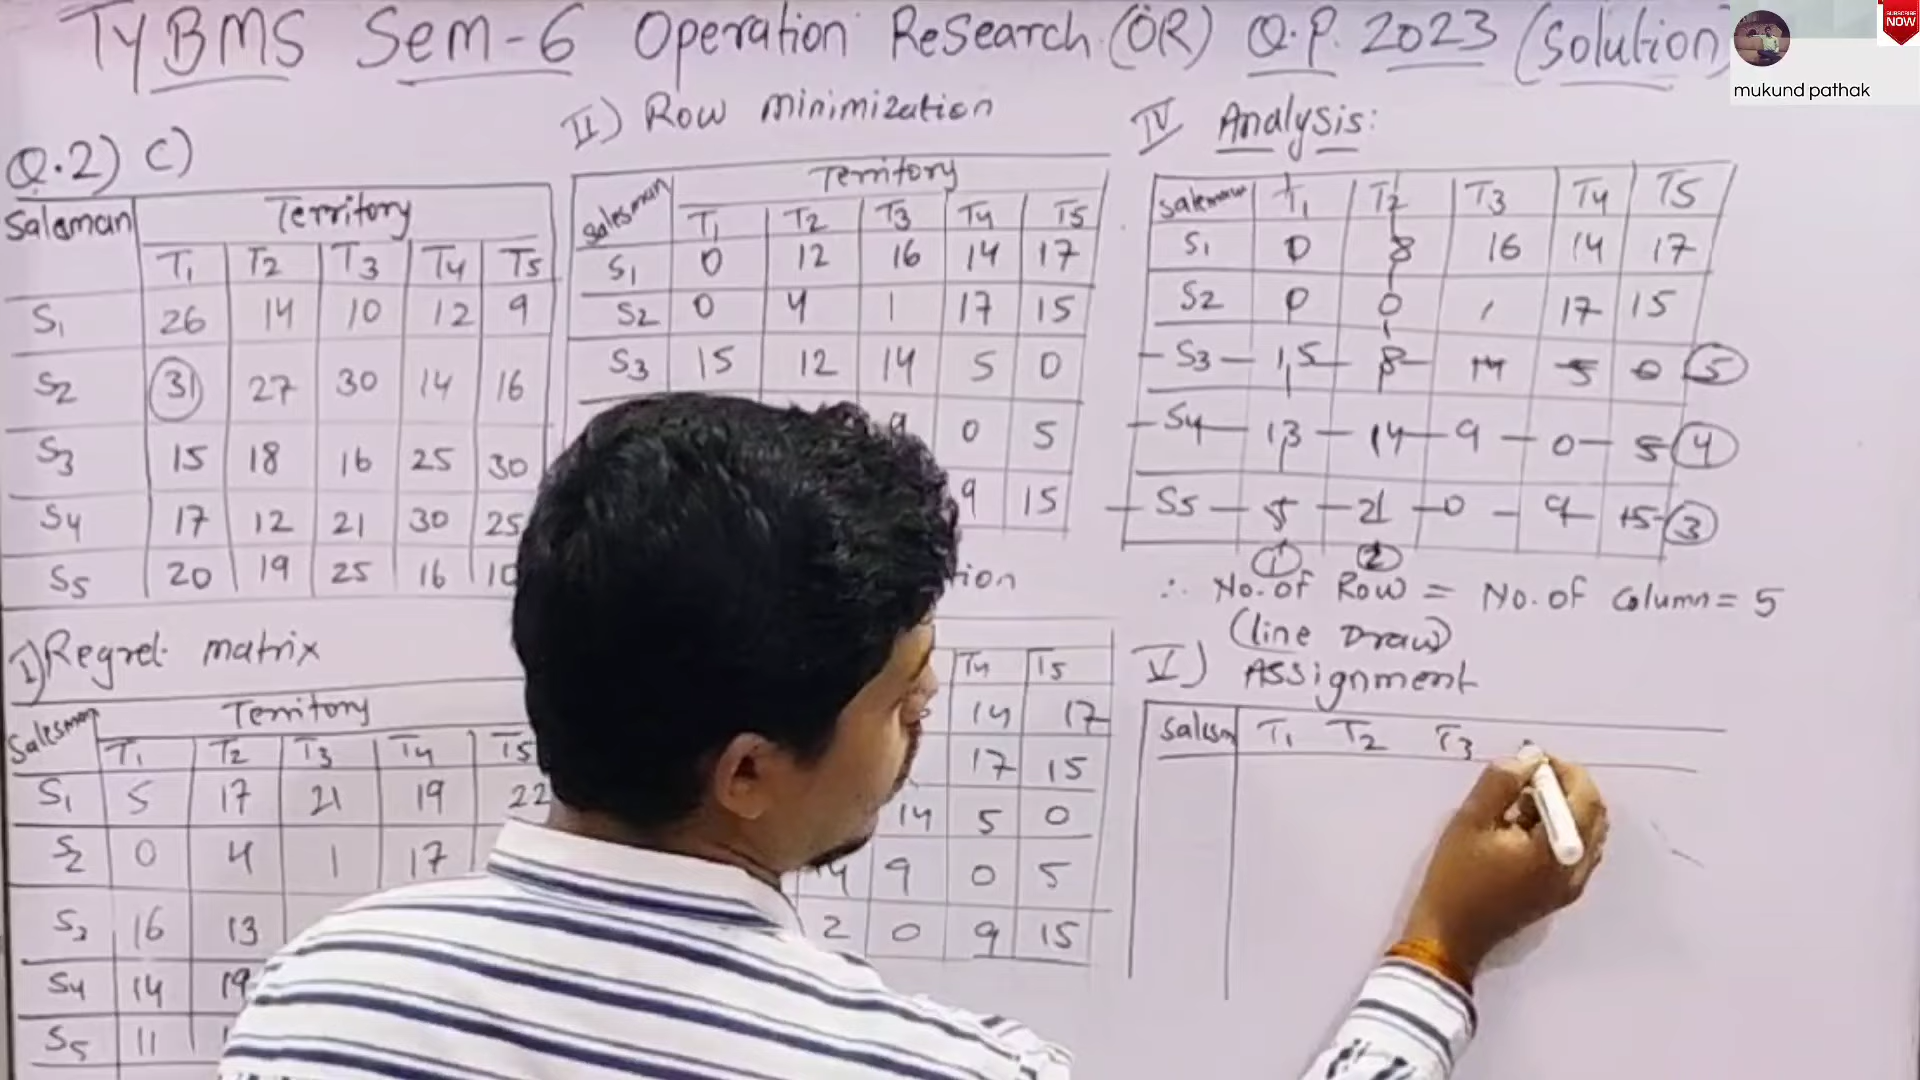 TYBMS Sem-6 Operation ReSearch (OR) Q.P. 2023 (Solution)
SUBSCRIBE NOW
mukund pathak
Q.2) C)
Salesman Territory
T1 T2 T3 T4 T5
S1 26 14 10 12 9
S2 31 27 30 14 16
S3 15 18 16 25 30
S4 17 12 21 30 25
S5 20 19 25 16 10
I) Regret matrix
Salesman Territory
T1 T2 T3 T4 T5
S1 5 17 21 19 22
S2 0 4 1 17
S3 16 13
S4 14 19
S5 11
II) Row minimization
Salesman Territory
T1 T2 T3 T4 T5
S1 0 12 16 14 17
S2 0 4 1 17 15
S3 15 12 14 5 0
9 0 5
9 15
T4 T5
14 17
17 15
14 5 0
14 9 0 5
2 0 9 15
IV Analysis:
Salesman T1 T2 T3 T4 T5
S1 0 8 16 14 17
S2 0 0 1 17 15
S3 15 8 14 5 0 5
S4 13 14 9 0 5 4
S5 5 21 0 9 15 3
1 2
∴ No. of Row = No. of Column = 5
(line Draw)
V) Assignment
Salesm T1 T2 T3